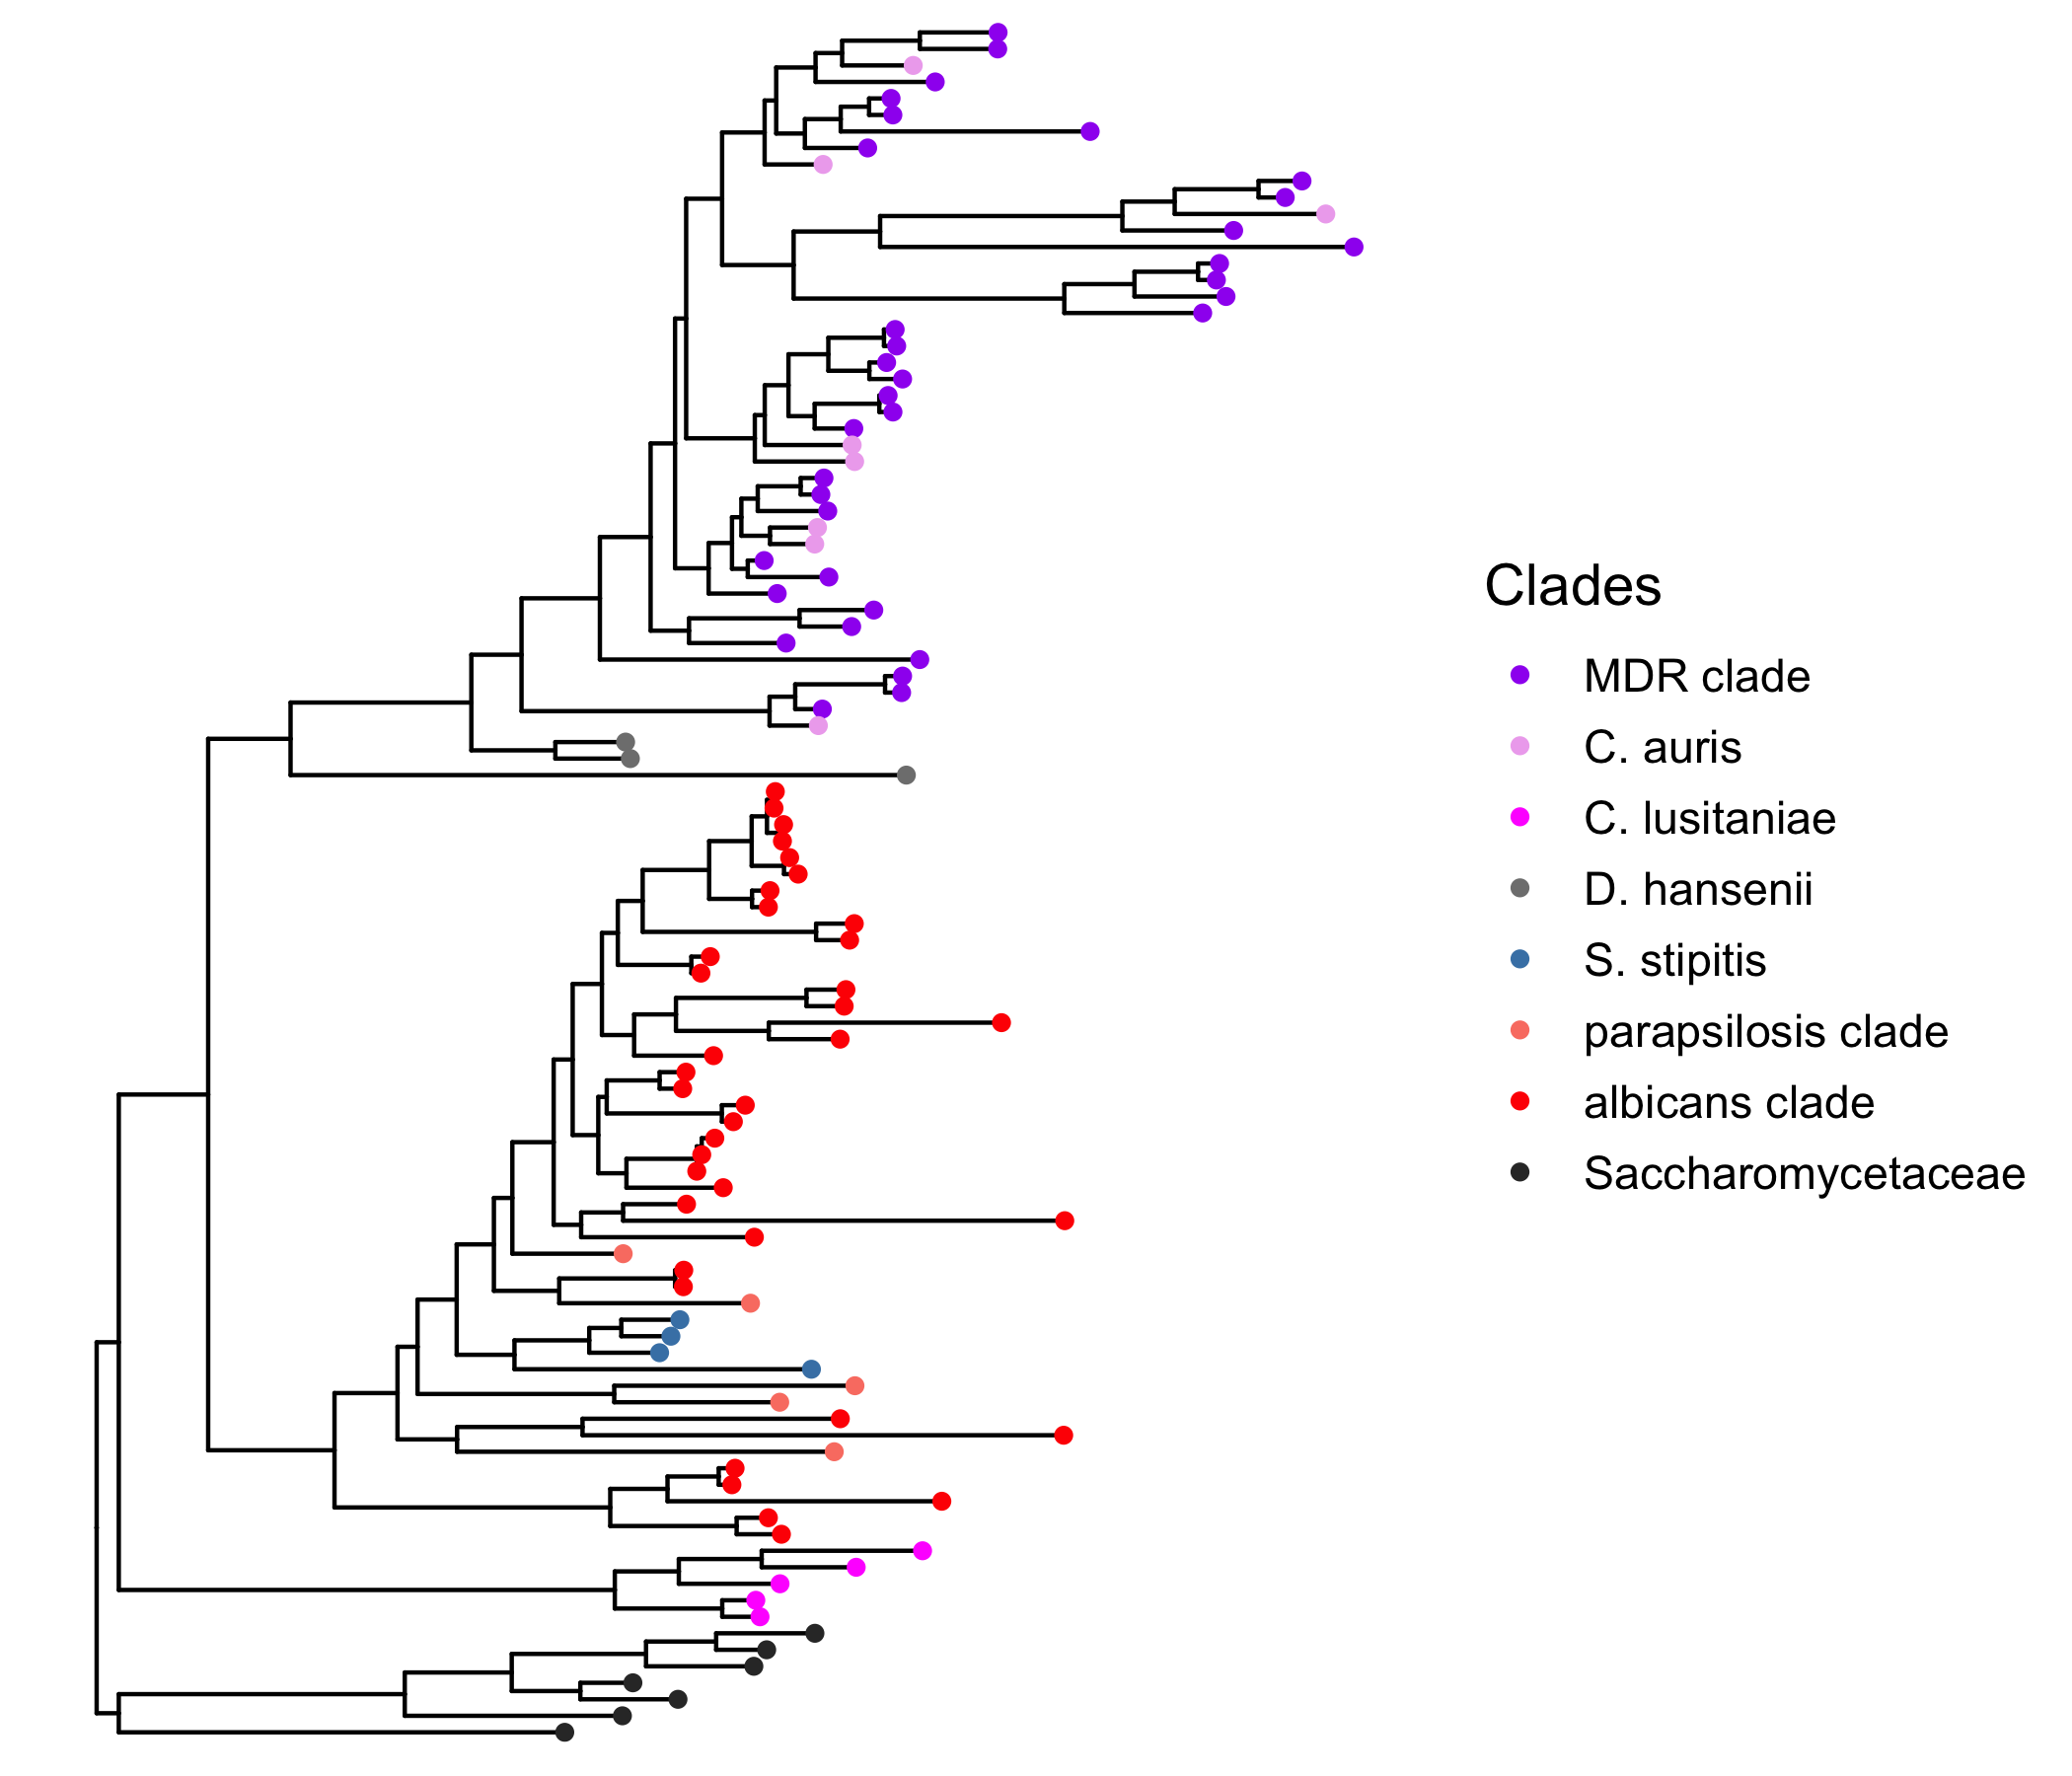 Clades
MDR clade
C. auris
C. lusitaniae
D. hansenii
S. stipitis
parapsilosis clade
albicans clade
Saccharomycetaceae